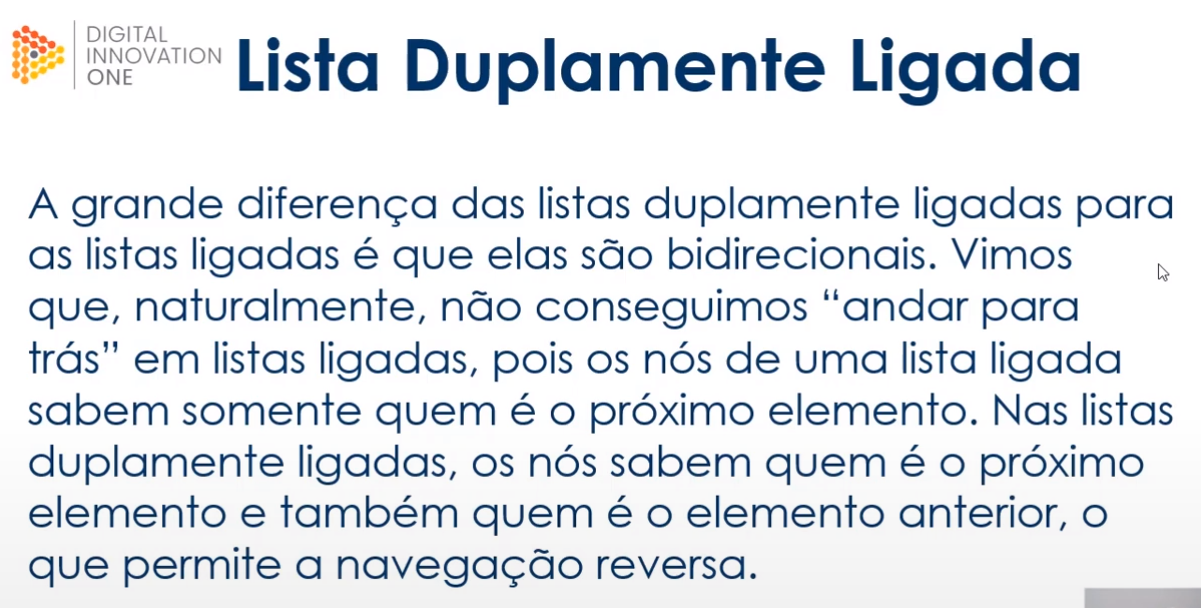 DIGITAL
INNOVATION
ONE
Lista Duplamente Ligada
A grande diferença das listas duplamente ligadas para
as listas ligadas é que elas são bidirecionais. Vimos
que, naturalmente, não conseguimos “andar para
trás” em listas ligadas, pois os nós de uma lista ligada
sabem somente quem é o próximo elemento. Nas listas
duplamente ligadas, os nós sabem quem é o próximo
elemento e também quem é o elemento anterior, o
que permite a navegação reversa.